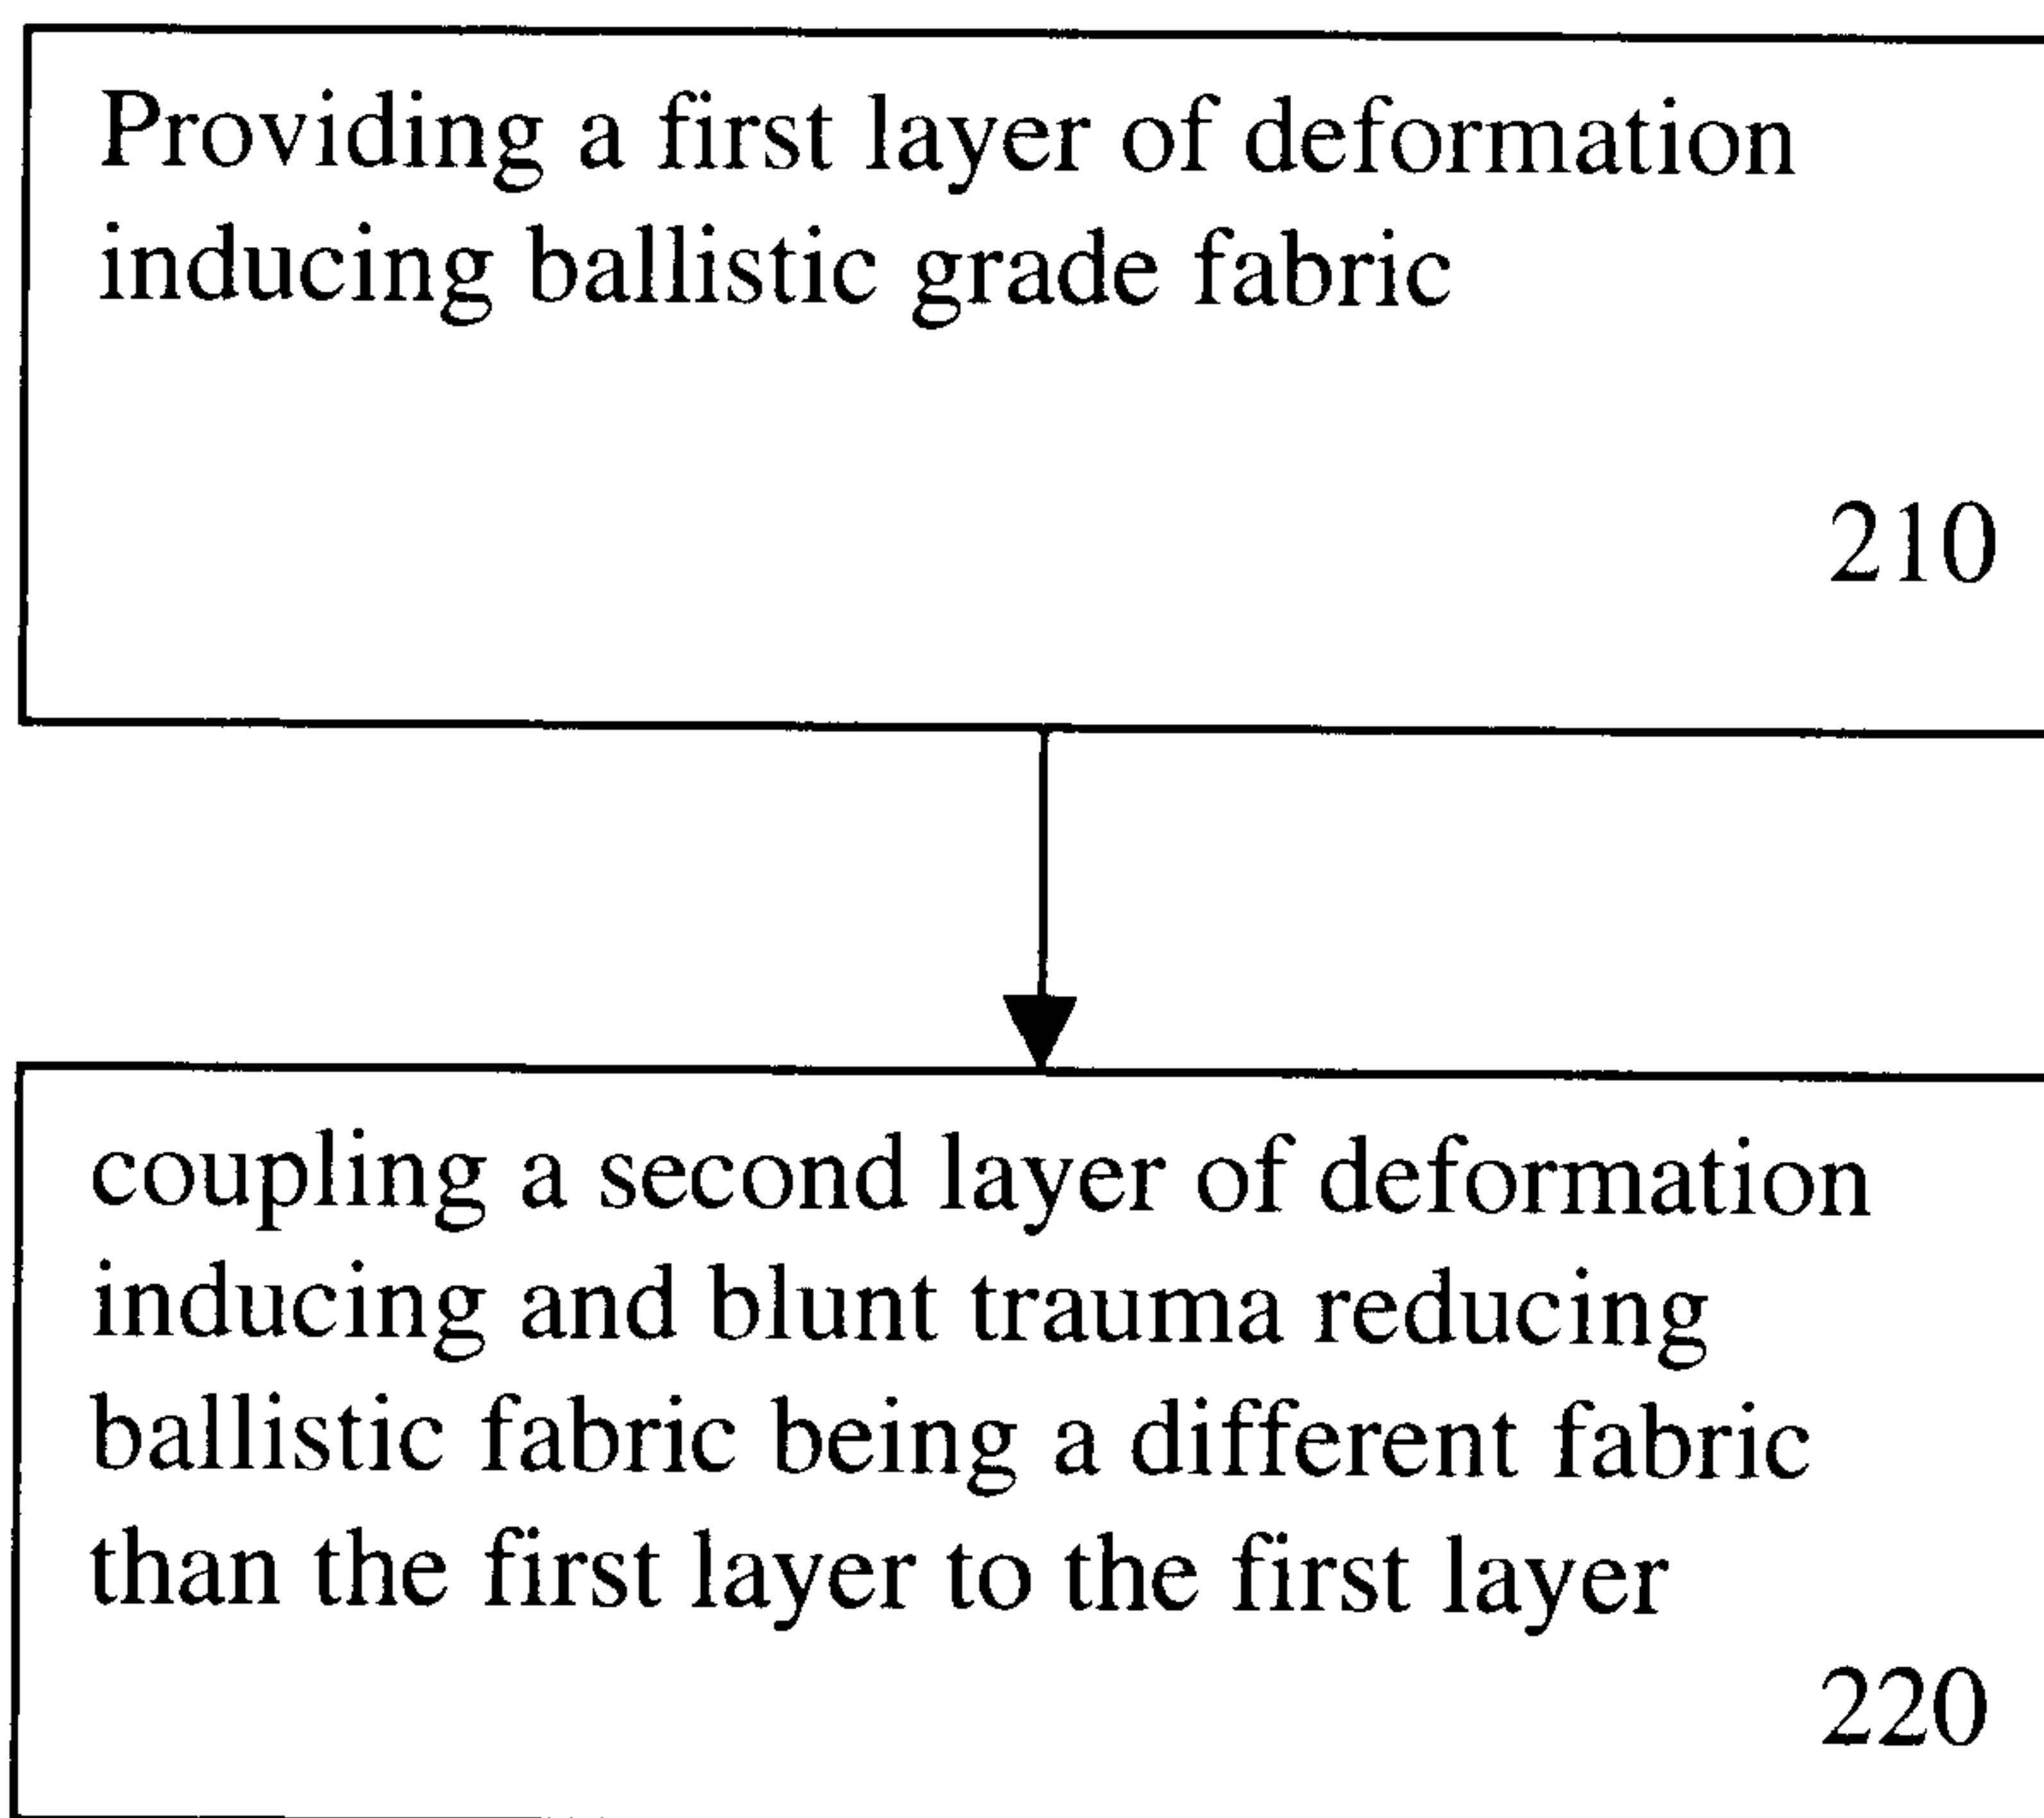 Providing a first layer of deformation
inducing ballistic grade fabric
210
coupling a second layer of deformation
inducing and blunt trauma reducing
ballistic fabric being a different fabric
than the first layer to the first layer
220